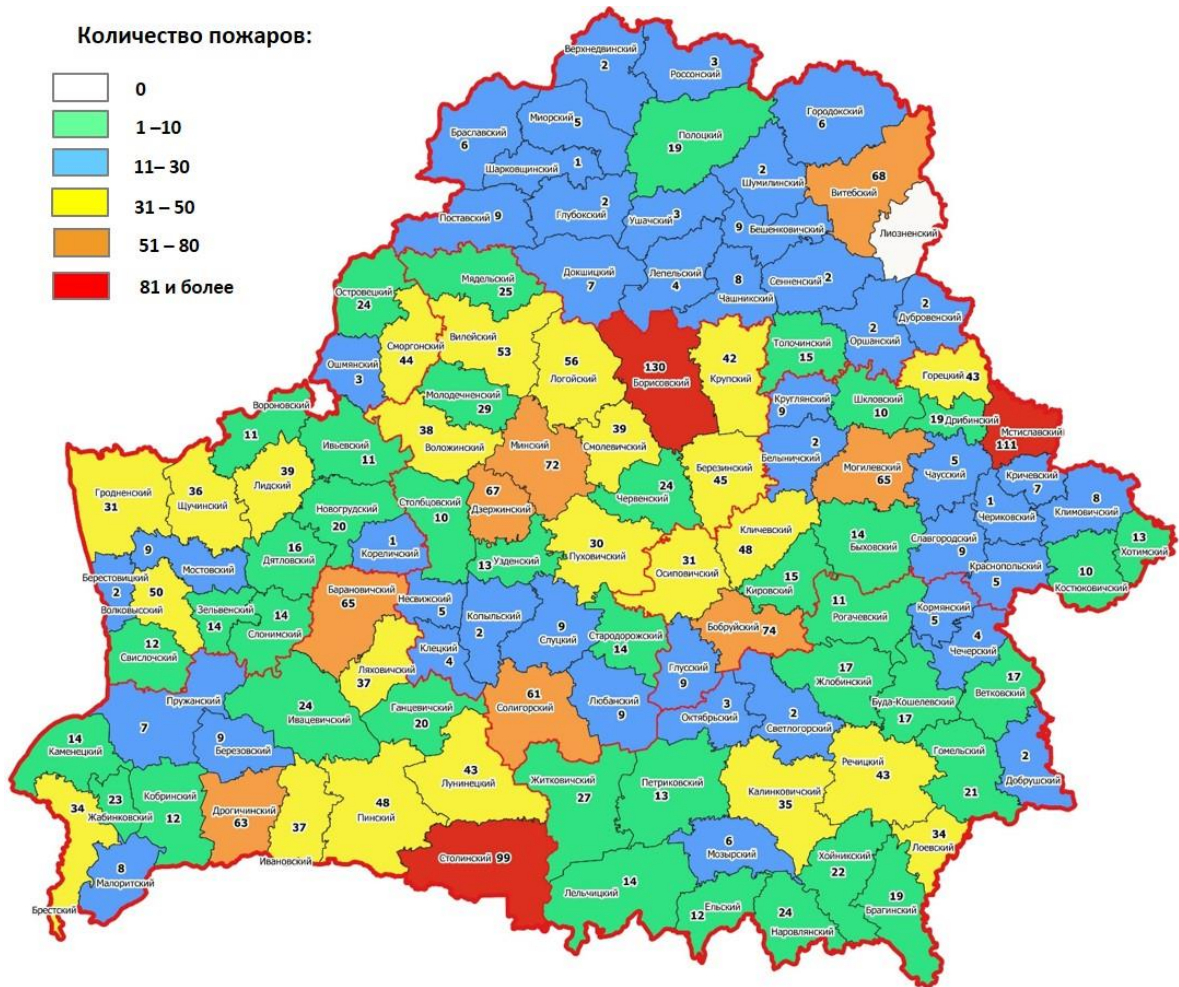 Количество пожаров:
0
1 –10
11– 30
31 – 50
51 – 80
81 и более
Верхнедвинский
2
3
Россонский
Городокский
6
Миорский 5
Браславский
6
Полоцкий
19
Шарковщинский 1
2
Шумилинский
68
Витебский
Лиозненский
Поставский 9
2
Глубокский
Ушачский 3
9 Бешенковичский
Мядельский
25
Докшицкий
7
Лепельский
4
8
Чашникский
Сенненский 2
Островецкий
24
2
Дубровенский
2
Оршанский
Сморгонский
44
Вилейский
53
56
Логойский
130
Борисовский
42
Крупский
Толочинский
15
Ошмянский
3
Горецкий 43
Молодечненский
29
Круглянский
9
Шкловский
10
19 Дрибинский
Мстиславский
111
Вороновский
11
Ивьевский
11
38
Воложинский
Минский
72
39
Смолевичский
2
Белыничский
Могилевский
65
5
Чаусский
Кричевский
7
39
Лидский
36
Щучинский
Гродненский
31
67
Дзержинский
24
Червенский
Березинский
45
8
Климовичский
1
Чериковский
Новогрудский
20
Столбцовский
10
30
Пуховичский
Кличевский
48
14
Быховский
Славгородский
9
13
Хотимский
16
Дятловский
1
Кореличский
13 Узденский
31
Осиповичский
Краснопольский
5
10
Костюковичский
9
Мостовский
Берестовицкий
2
50
Волковысский
Зельвенский
14
14
Слонимский
Барановичский
65
Несвижский
5
Копыльский
2
9
Слуцкий
Стародорожский
14
15
Кировский
11
Рогачевский
Кормянский
5
4
Чечерский
12
Свислочский
Клецкий
4
Бобруйский 74
Глусский
9
Ляховичский
37
17
Жлобинский
Буда-Кошелевский
17
17
Ветковский
Пружанский
7
24
Ивацевичский
Ганцевичский
20
61
Солигорский
Любанский
9
3
Октябрьский
2
Светлогорский
14
Каменецкий
9
Березовский
43
Лунинецкий
Житковичский
27
Петриковский
13
Калинковичский
35
Речицкий
43
Гомельский
21
2
Добрушский
34
23
Жабинковский
Кобринский
12
Дрогичинский
63
37
Ивановский
48
Пинский
Столинский 99
6
Мозырский
34
Лоевский
8
Малоритский
Брестский
14
Лельчицкий
12 Ельский
24
Наровлянский
Хойникский
22
19
Брагинский